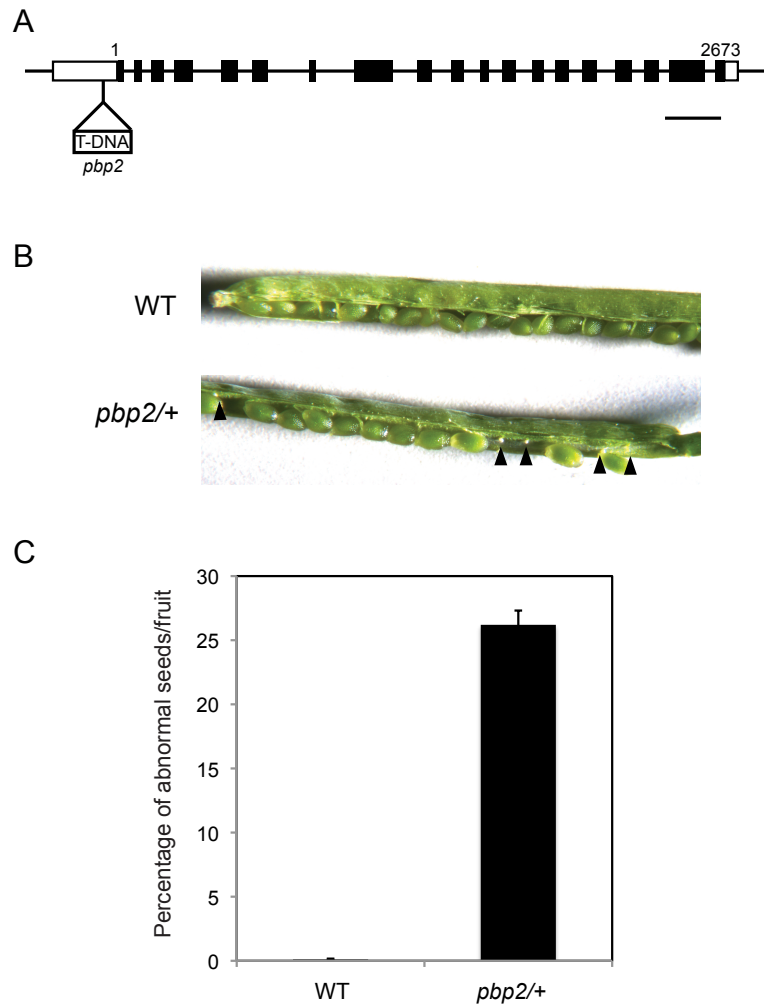 A
1
2673
T-DNA
pbp2
B
WT
pbp2/+
C
Percentage of abnormal seeds/fruit
30
25
20
15
10
5
0
WT
pbp2/+